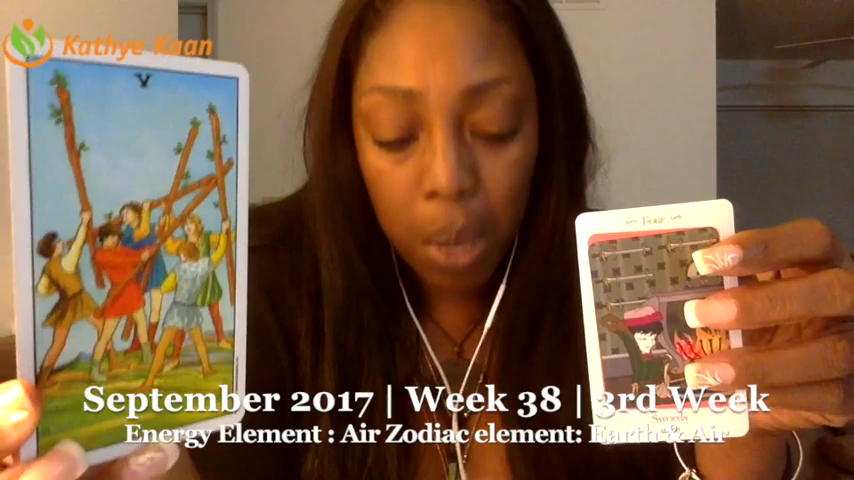 Kathye Kaan
V
Four
September 2017 | Week 38 | 3rd Week
Swords
Energy Element : Air Zodiac element: Earth & Air